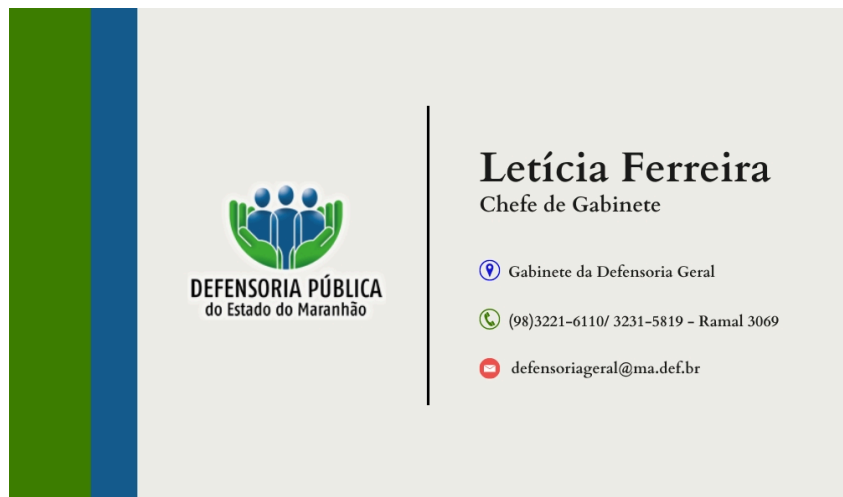 DEFENSORIA PÚBLICA
do Estado do Maranhão
Letícia Ferreira
Chefe de Gabinete
Gabinete da Defensoria Geral
(98)3221-6110/ 3231-5819 - Ramal 3069
defensoriageral@ma.def.br